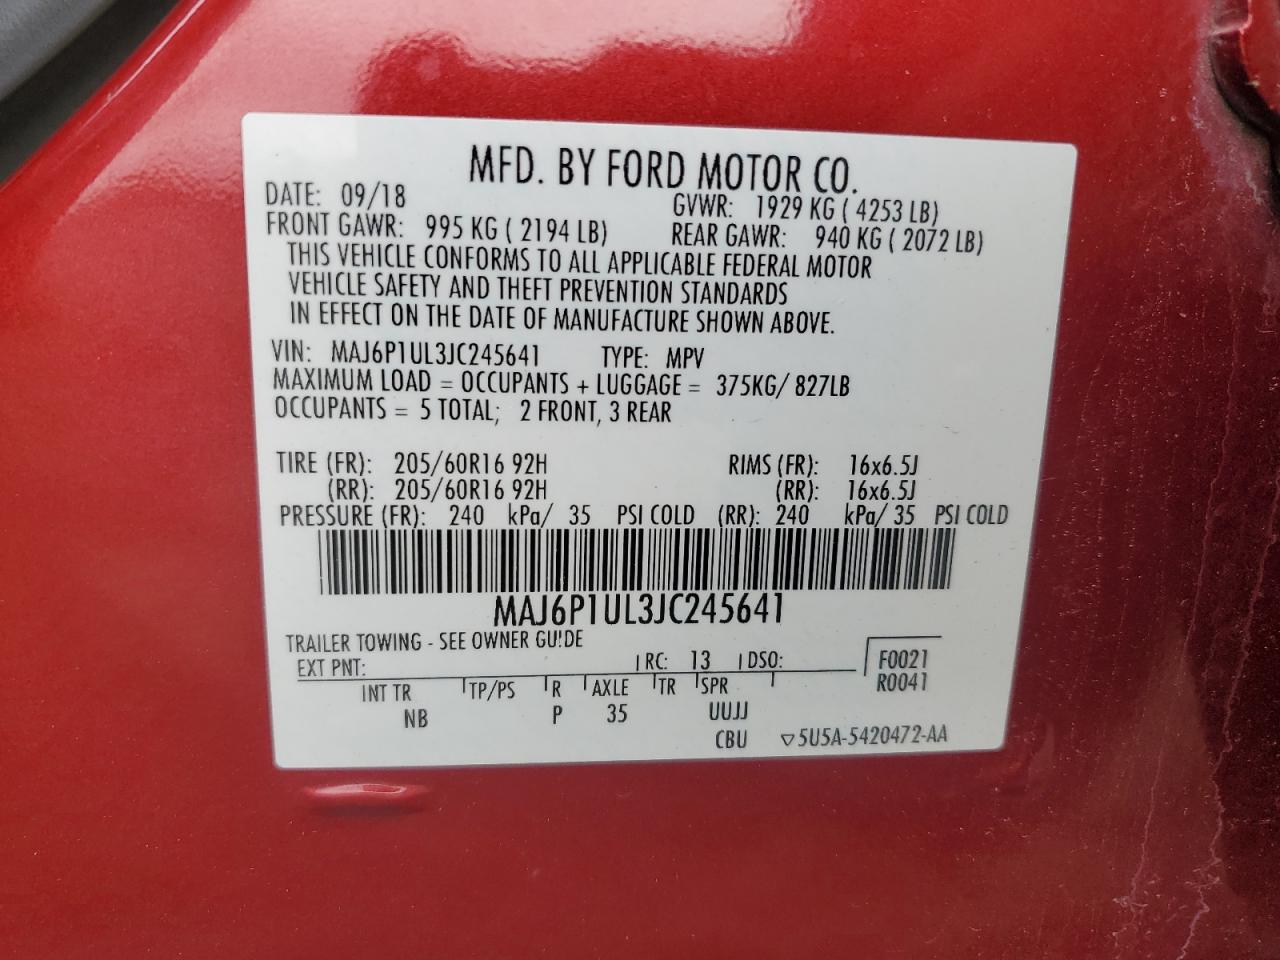 MFD. BY FORD MOTOR CO.
DATE: 09/18 GVWR: 1929 KG ( 4253 LB)
FRONT GAWR: 995 KG ( 2194 LB) REAR GAWR: 940 KG ( 2072 LB)
THIS VEHICLE CONFORMS TO ALL APPLICABLE FEDERAL MOTOR
VEHICLE SAFETY AND THEFT PREVENTION STANDARDS
IN EFFECT ON THE DATE OF MANUFACTURE SHOWN ABOVE.
VIN: MAJ6P1UL3JC245641 TYPE: MPV
MAXIMUM LOAD = OCCUPANTS + LUGGAGE = 375KG/ 827LB
OCCUPANTS = 5 TOTAL; 2 FRONT, 3 REAR
TIRE (FR): 205/60R16 92H RIMS (FR): 16x6.5J
(RR): 205/60R16 92H (RR): 16x6.5J
PRESSURE (FR): 240 kPa/ 35 PSI COLD (RR): 240 kPa/ 35 PSI COLD
MAJ6P1UL3JC245641
TRAILER TOWING - SEE OWNER GUIDE
EXT PNT: RC: 13 DSO: F0021
R0041
INT TR TP/PS R AXLE TR SPR
NB P 35 UUJJ
CBU ▽5U5A-5420472-AA